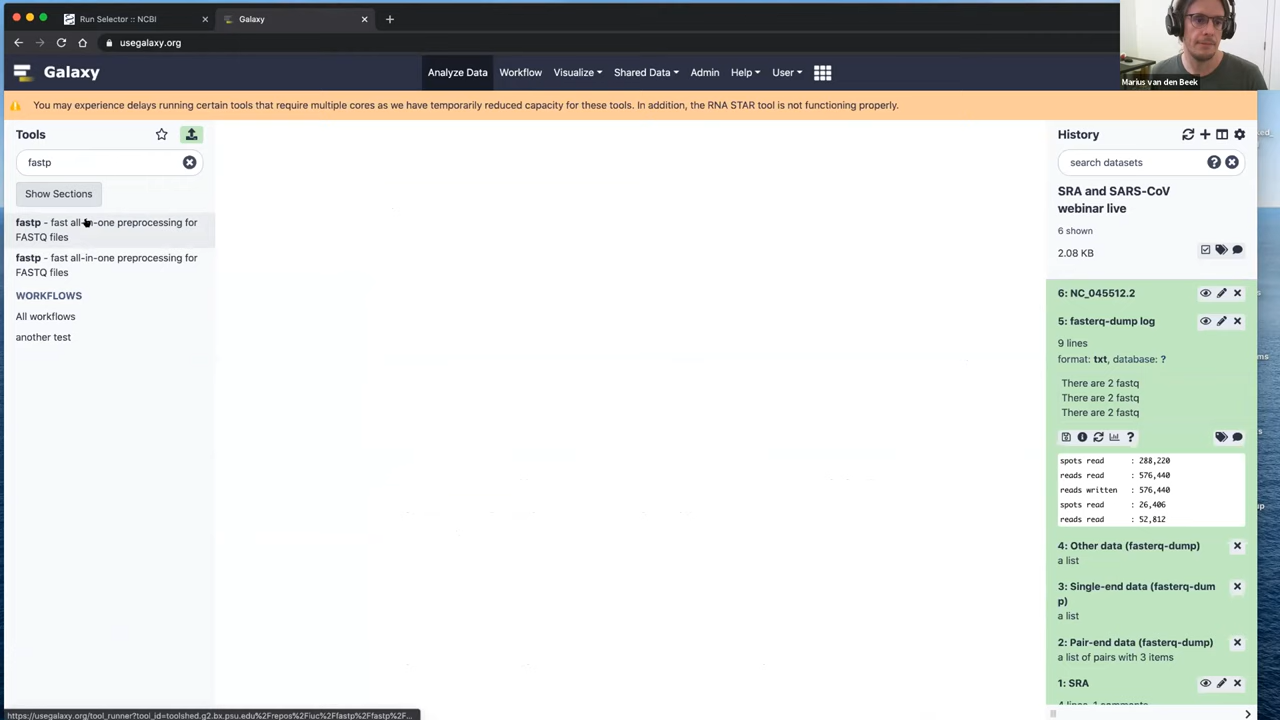 Run Selector :: NCBI
Galaxy
usegalaxy.org
Galaxy
Analyze Data
Workflow
Visualize
Shared Data
Admin
Help
User
Marius van den Beek
You may experience delays running certain tools that require multiple cores as we have temporarily reduced capacity for these tools. In addition, the RNA STAR tool is not functioning properly.
Tools
fastp
Show Sections
fastp - fast all-in-one preprocessing for
FASTQ files
fastp - fast all-in-one preprocessing for
FASTQ files
WORKFLOWS
All workflows
another test
History
search datasets
SRA and SARS-CoV
webinar live
6 shown
2.08 KB
6: NC_045512.2
5: fasterq-dump log
9 lines
format: txt, database: ?
There are 2 fastq
There are 2 fastq
There are 2 fastq
spots read : 288,220
reads read : 576,440
reads written : 576,440
spots read : 26,406
reads read : 52,812
4: Other data (fasterq-dump)
a list
3: Single-end data (fasterq-dum
p)
a list
2: Pair-end data (fasterq-dump)
a list of pairs with 3 items
1: SRA
4 lines, 1 comments
https://usegalaxy.org/tool_runner?tool_id=toolshed.g2.bx.psu.edu%2Frepos%2Fiuc%2Ffastp%2Ffastp%2F...